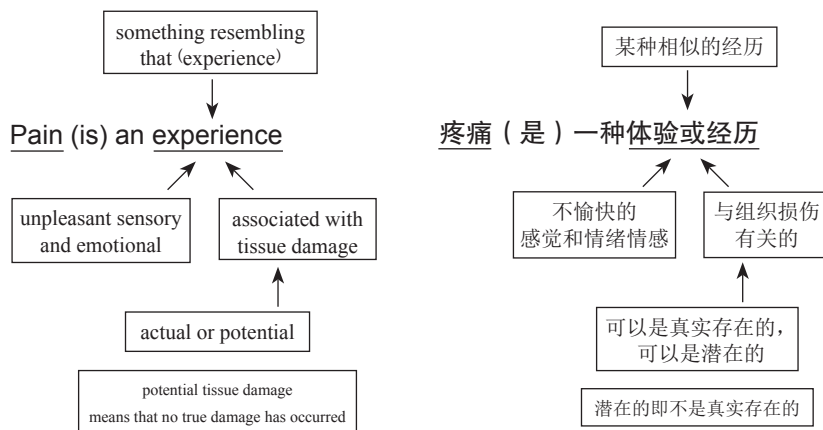 something resembling
that (experience)
Pain (is) an experience
unpleasant sensory
and emotional
associated with
tissue damage
actual or potential
potential tissue damage
means that no true damage has occurred
某种相似的经历
疼痛（是）一种体验或经历
不愉快的
感觉和情绪情感
与组织损伤
有关的
可以是真实存在的，
可以是潜在的
潜在的即不是真实存在的